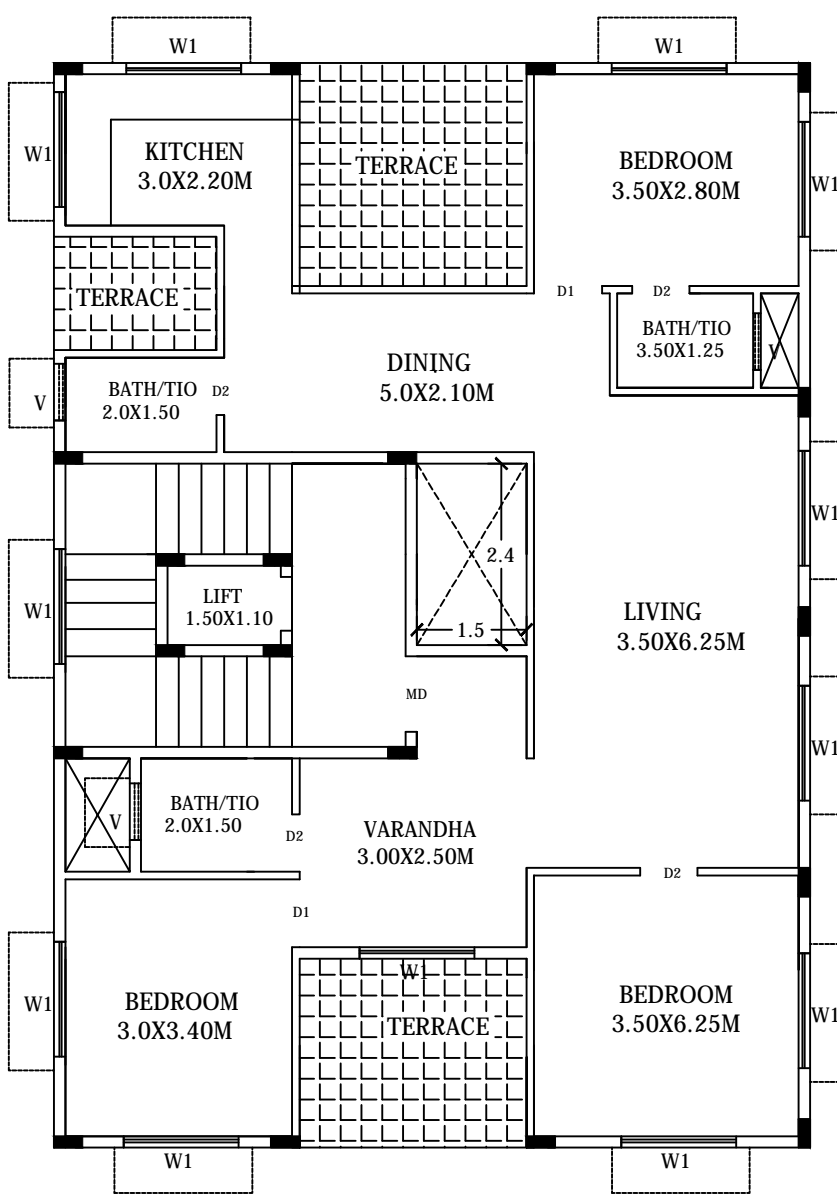 W1
W1
W1
KITCHEN
3.0X2.20M
TERRACE
BEDROOM
3.50X2.80M
W1
TERRACE
D1
D2
BATH/TIO
3.50X1.25
V
DINING
5.0X2.10M
BATH/TIO
2.0X1.50
D2
V
W1
2.4
W1
LIFT
1.50X1.10
LIVING
3.50X6.25M
1.5
MD
W1
BATH/TIO
2.0X1.50
V
D2
VARANDHA
3.00X2.50M
D2
D1
W1
W1
BEDROOM
3.0X3.40M
TERRACE
BEDROOM
3.50X6.25M
W1
W1
W1